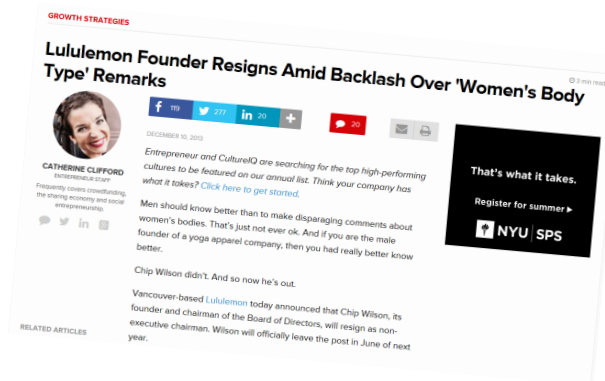 GROWTH STRATEGIES
3 min read
Lululemon Founder Resigns Amid Backlash Over 'Women's Body
Type' Remarks
119
277
20
20
DECEMBER 10, 2013
CATHERINE CLIFFORD
ENTREPRENEUR STAFF
Frequently covers crowdfunding,
the sharing economy and social
entrepreneurship.
Entrepreneur and CultureIQ are searching for the top high-performing
cultures to be featured on our annual list. Think your company has
what it takes? Click here to get started.
Men should know better than to make disparaging comments about
women's bodies. That's just not ever ok. And if you are the male
founder of a yoga apparel company, then you had really better know
better.
Chip Wilson didn't. And so now he's out.
Vancouver-based Lululemon today announced that Chip Wilson, its
founder and chairman of the Board of Directors, will resign as non-
executive chairman. Wilson will officially leave the post in June of next
year.
That's what it takes.
Register for summer
NYU SPS
RELATED ARTICLES